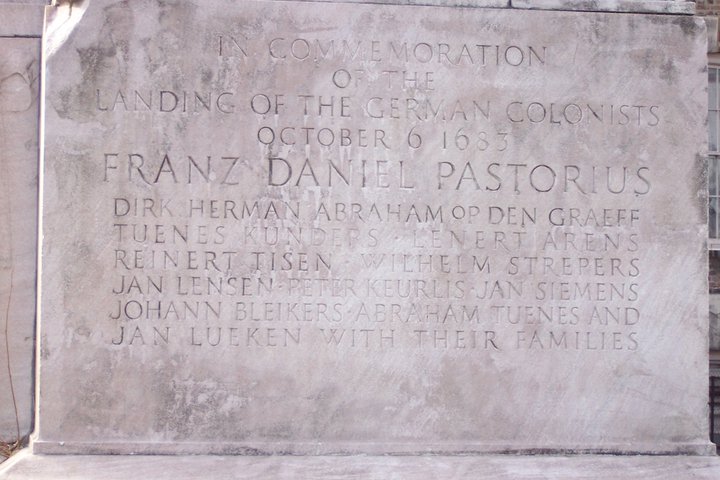 IN COMMEMORATION
OF THE
LANDING OF THE GERMAN COLONISTS
OCTOBER 6 1683
FRANZ DANIEL PASTORIUS
DIRK·HERMAN·ABRAHAM OP DEN GRAEFF
TUENES KUNDERS·LENERT ARENS
REINERT TISEN·WILHELM STREPERS
JAN LENSEN·PETER KEURLIS·JAN SIEMENS
JOHANN BLEIKERS·ABRAHAM TUENES AND
JAN LUEKEN WITH THEIR FAMILIES